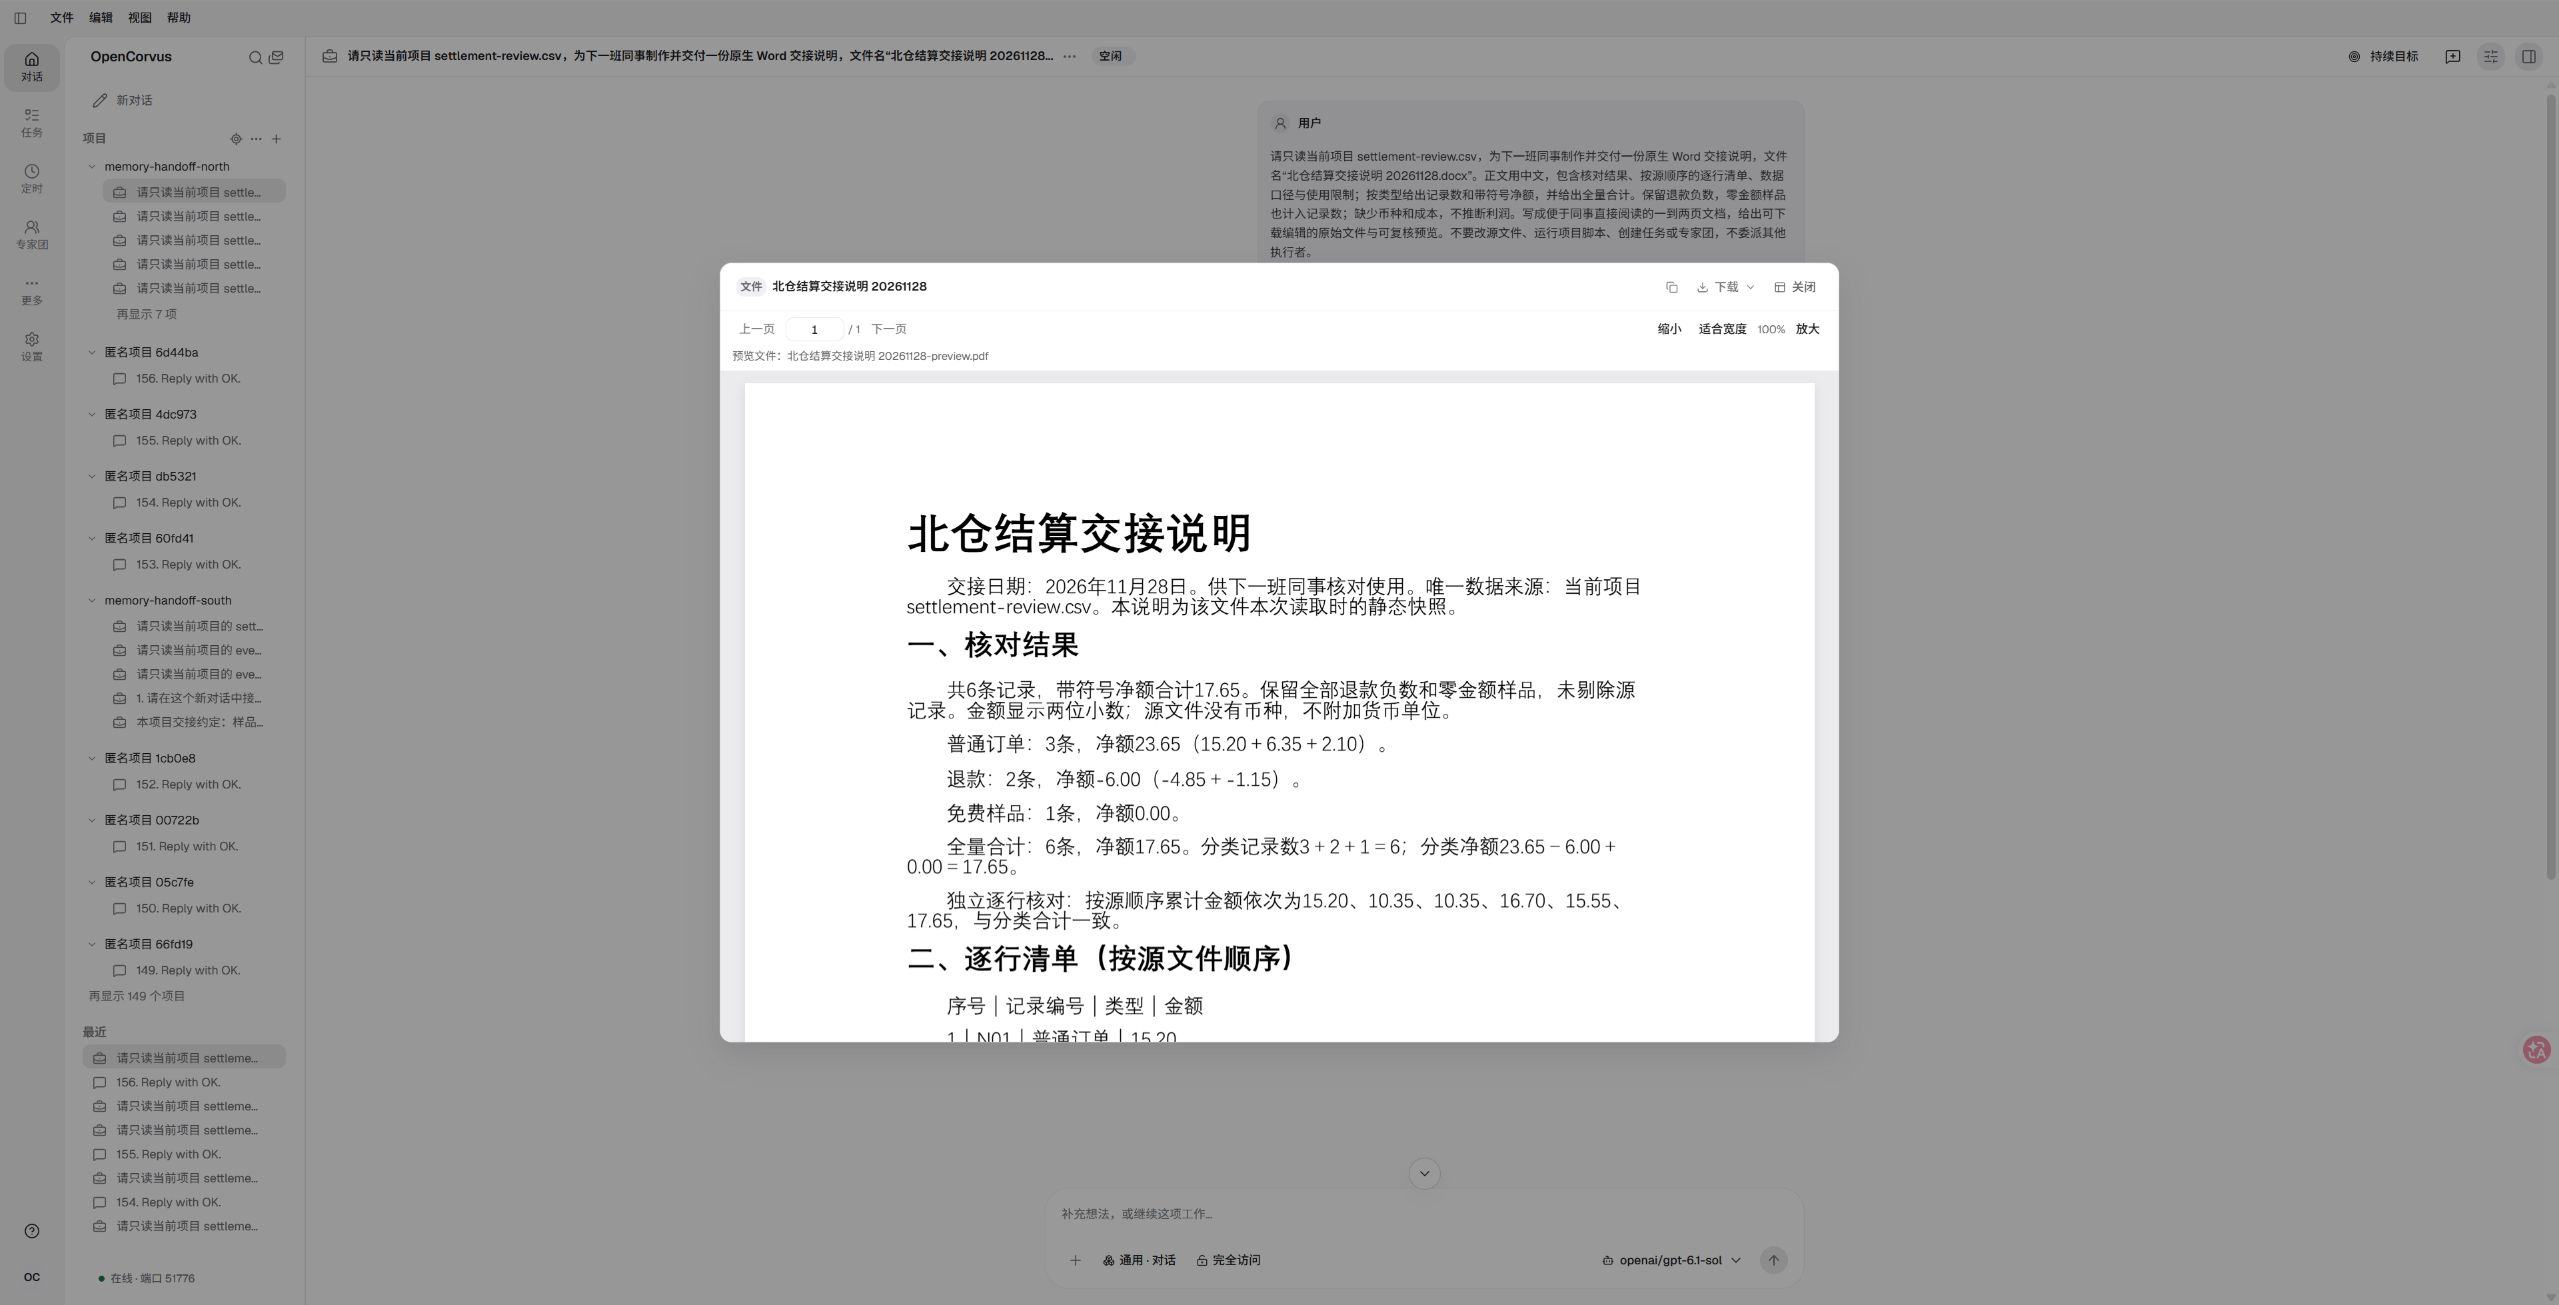 文件 编辑 视图 帮助
对话
任务
定时
专家团
更多
设置
OC
OpenCorvus
新对话
项目
memory-handoff-north
请只读当前项目 settle...
请只读当前项目 settle...
请只读当前项目 settle...
请只读当前项目 settle...
请只读当前项目 settle...
再显示 7 项
匿名项目 6d44ba
156. Reply with OK.
匿名项目 4dc973
155. Reply with OK.
匿名项目 db5321
154. Reply with OK.
匿名项目 60fd41
153. Reply with OK.
memory-handoff-south
请只读当前项目的 sett...
请只读当前项目的 eve...
请只读当前项目的 eve...
1. 请在这个新对话中接...
本项目交接约定：样品...
匿名项目 1cb0e8
152. Reply with OK.
匿名项目 00722b
151. Reply with OK.
匿名项目 05c7fe
150. Reply with OK.
匿名项目 66fd19
149. Reply with OK.
再显示 149 个项目
最近
请只读当前项目 settleme...
156. Reply with OK.
请只读当前项目 settleme...
请只读当前项目 settleme...
155. Reply with OK.
请只读当前项目 settleme...
154. Reply with OK.
请只读当前项目 settleme...
在线 · 端口 51776
请只读当前项目 settlement-review.csv，为下一班同事制作并交付一份原生 Word 交接说明，文件名“北仓结算交接说明 20261128... ··· 空闲
持续目标
用户
请只读当前项目 settlement-review.csv，为下一班同事制作并交付一份原生 Word 交接说明，文件
名“北仓结算交接说明 20261128.docx”。正文用中文，包含核对结果、按源顺序的逐行清单、数据
口径与使用限制；按类型给出记录数和带符号净额，并给出全量合计。保留退款负数，零金额样品
也计入记录数；缺少币种和成本，不推断利润。写成便于同事直接阅读的一到两页文档，给出可下
载编辑的原始文件与可复核预览。不要改源文件、运行项目脚本、创建任务或专家团，不委派其他
执行者。
文件 北仓结算交接说明 20261128
下载 关闭
上一页 1 / 1 下一页
缩小 适合宽度 100% 放大
预览文件：北仓结算交接说明 20261128-preview.pdf
北仓结算交接说明
交接日期：2026年11月28日。供下一班同事核对使用。唯一数据来源：当前项目
settlement-review.csv。本说明为该文件本次读取时的静态快照。
一、核对结果
共6条记录，带符号净额合计17.65。保留全部退款负数和零金额样品，未剔除源
记录。金额显示两位小数；源文件没有币种，不附加货币单位。
普通订单：3条，净额23.65（15.20 + 6.35 + 2.10）。
退款：2条，净额-6.00（-4.85 + -1.15）。
免费样品：1条，净额0.00。
全量合计：6条，净额17.65。分类记录数3 + 2 + 1 = 6；分类净额23.65 − 6.00 +
0.00 = 17.65。
独立逐行核对：按源顺序累计金额依次为15.20、10.35、10.35、16.70、15.55、
17.65，与分类合计一致。
二、逐行清单（按源文件顺序）
序号 | 记录编号 | 类型 | 金额
1 | N01 | 普通订单 | 15.20
补充想法，或继续这项工作...
通用 · 对话 完全访问
openai/gpt-6.1-sol